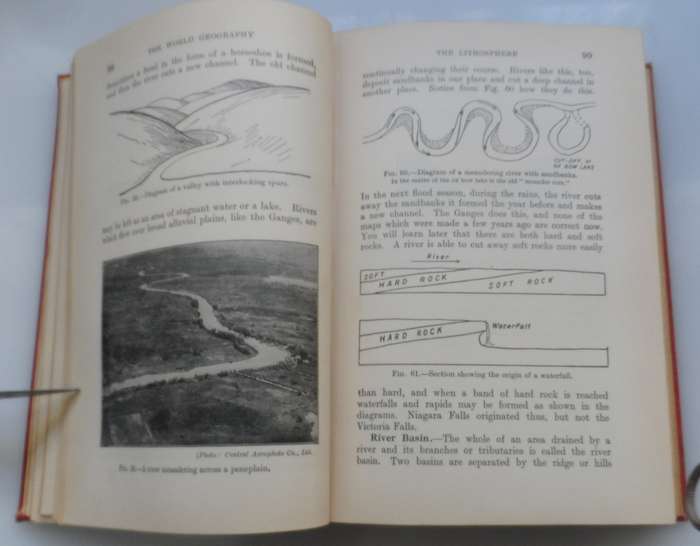 98
THE WORLD GEOGRAPHY
Sometimes a bend in the form of a horseshoe is formed,
and then the river cuts a new channel. The old channel
Fig. 58.—Diagram of a valley with interlocking spurs.
may be left as an area of stagnant water or a lake. Rivers
which flow over broad alluvial plains, like the Ganges, are
(Photo: Central Aerophoto Co., Ltd.
meandering across a peneplain.
THE LITHOSPHERE
99
continually changing their course. Rivers like this, too,
deposit sandbanks in one place and cut a deep channel in
another place. Notice from Fig. 60 how they do this.
CUT-OFF
OX BOW LAKE
Fig. 60.—Diagram of a meandering river with sandbanks.
In the centre of the ox bow lake is the old "meander core."
In the next flood season, during the rains, the river cuts
away the sandbanks it formed the year before and makes
a new channel. The Ganges does this, and none of the
maps which were made a few years ago are correct now.
You will learn later that there are both hard and soft
rocks. A river is able to cut away soft rocks more easily
River
SOFT
HARD ROCK
SOFT ROCK
HARD ROCK
Waterfall
Fig. 61.—Section showing the origin of a waterfall.
than hard, and when a band of hard rock is reached
waterfalls and rapids may be formed as shown in the
diagrams. Niagara Falls originated thus, but not the
Victoria Falls.
River Basin.—The whole of an area drained by a
river and its branches or tributaries is called the river
basin. Two basins are separated by the ridge or hills